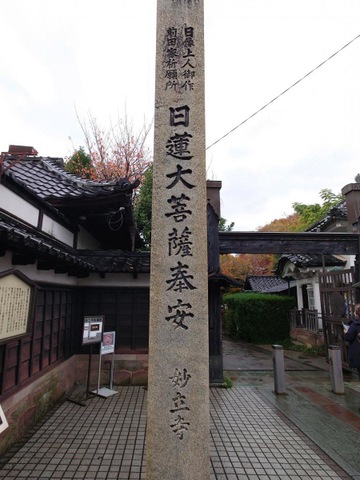 日像上人御作
前田家祈願所
日蓮大菩薩奉安
妙立寺